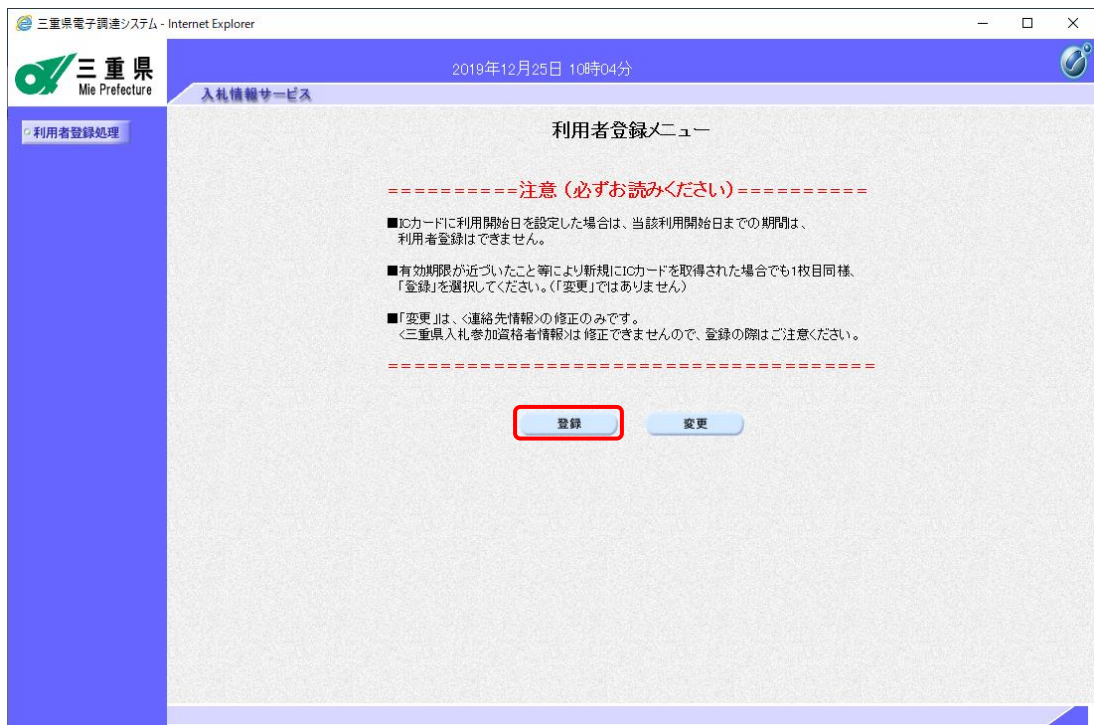 三重県電子調達システム - Internet Explorer
三重県
Mie Prefecture
2019年12月25日 10時04分
入札情報サービス
利用者登録処理
利用者登録メニュー
==========注意（必ずお読みください）==========
■ICカードに利用開始日を設定した場合は、当該利用開始日までの期間は、
利用者登録はできません。
■有効期限が近づいたこと等により新規にICカードを取得された場合でも1枚目同様、
「登録」を選択してください。（「変更」ではありません）
■「変更」は、<連絡先情報>の修正のみです。
<三重県入札参加資格者情報>は修正できませんので、登録の際はご注意ください。
=====================================
登録
変更